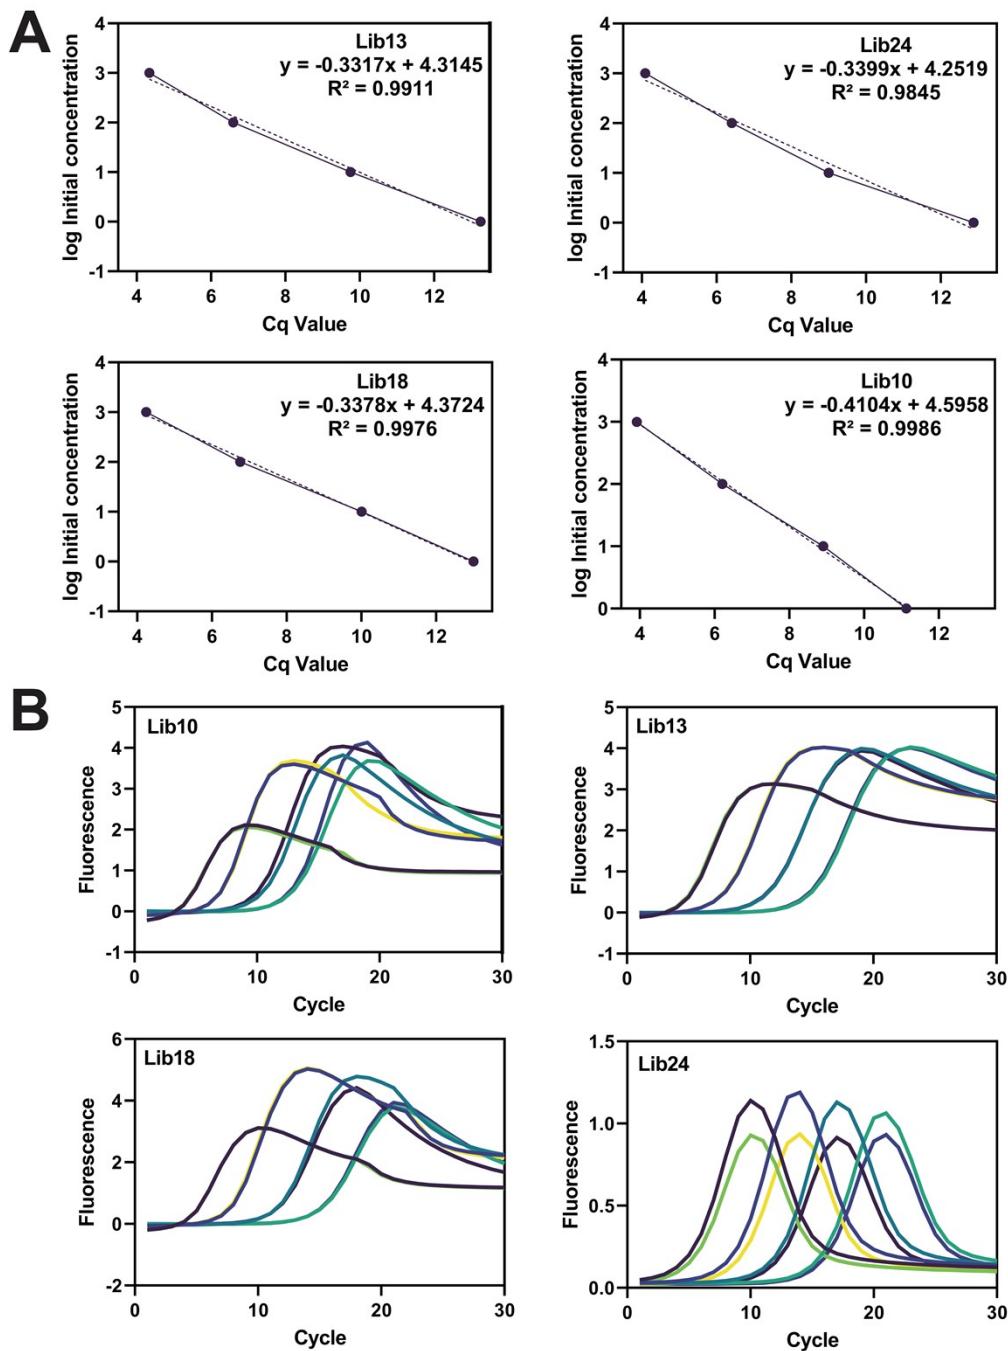 A
Lib13
y = -0.3317x + 4.3145
R² = 0.9911
log Initial concentration
4
3
2
1
0
-1
4 6 8 10 12
Cq Value
Lib24
y = -0.3399x + 4.2519
R² = 0.9845
log Initial concentration
4
3
2
1
0
-1
4 6 8 10 12
Cq Value
Lib18
y = -0.3378x + 4.3724
R² = 0.9976
log Initial concentration
4
3
2
1
0
-1
4 6 8 10 12
Cq Value
Lib10
y = -0.4104x + 4.5958
R² = 0.9986
log Initial concentration
4
3
2
1
0
4 6 8 10 12
Cq Value
B
Lib10
Fluorescence
5
4
3
2
1
0
-1
0 10 20 30
Cycle
Lib13
Fluorescence
5
4
3
2
1
0
-1
0 10 20 30
Cycle
Lib18
Fluorescence
6
4
2
0
-2
0 10 20 30
Cycle
Lib24
Fluorescence
1.5
1.0
0.5
0.0
0 10 20 30
Cycle